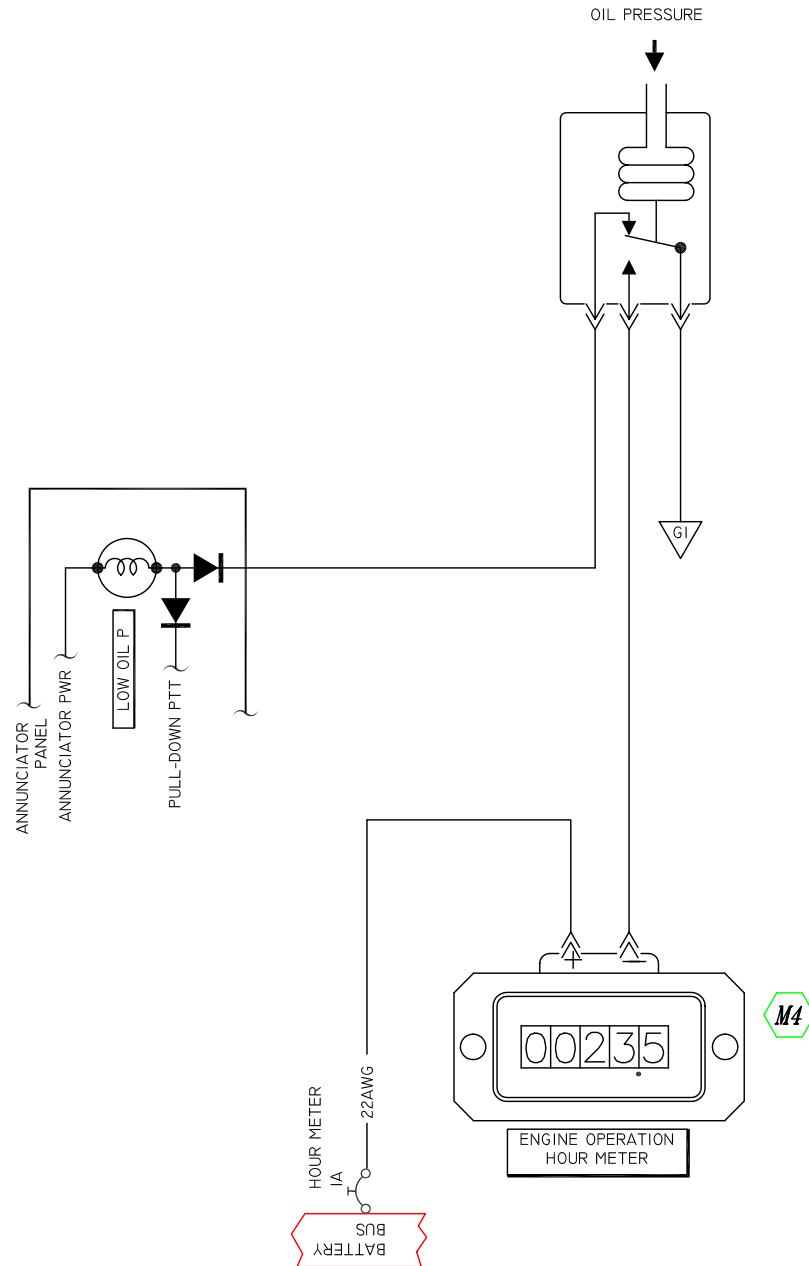 OIL PRESSURE
G1
LOW OIL P
ANNUNCIATOR
PANEL
ANNUNCIATOR PWR
PULL-DOWN PTT
+
-
M4
00235
.
ENGINE OPERATION
HOUR METER
22AWG
HOUR METER
1A
BATTERY
BUS